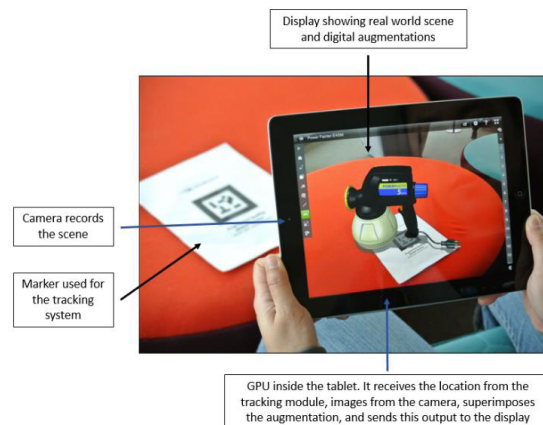 Display showing real world scene
and digital augmentations
Camera records
the scene
Marker used for
the tracking
system
GPU inside the tablet. It receives the location from the
tracking module, images from the camera, superimposes
the augmentation, and sends this output to the display